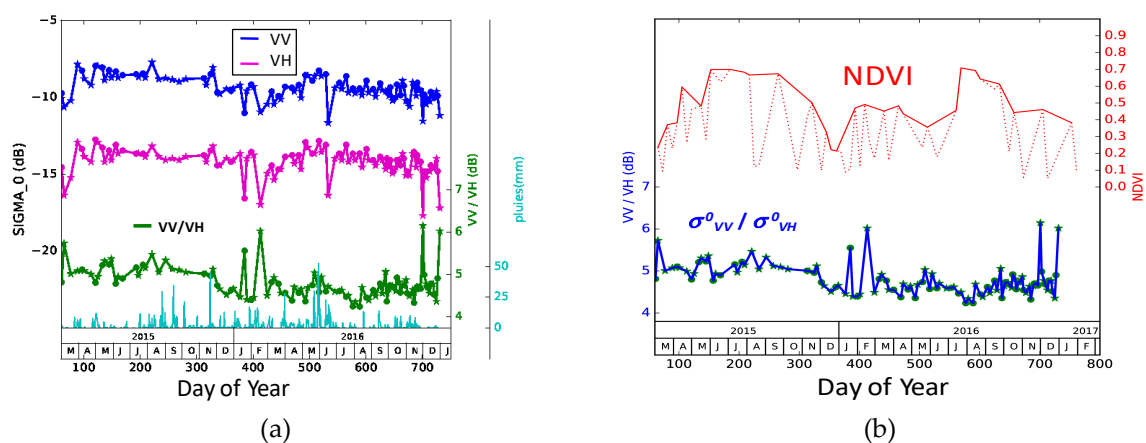 −5
−10
−15
−20
SIGMA_0 (dB)
VV
VH
VV/VH
7
6
5
4
VV / VH (dB)
50
25
0
pluies(mm)
2015 2016
M A M J J A S O N D J F M A M J J A S O N D J
100 200 300 400 500 600 700
Day of Year
(a)
NDVI
0.9
0.8
0.7
0.6
0.5
0.4
0.3
0.2
0.1
0.0
NDVI
7
6
5
4
VV / VH (dB)
σ⁰VV / σ⁰VH
2015 2016 2017
M A M J J A S O N D J F M A M J J A S O N D J F
100 200 300 400 500 600 700 800
Day of Year
(b)